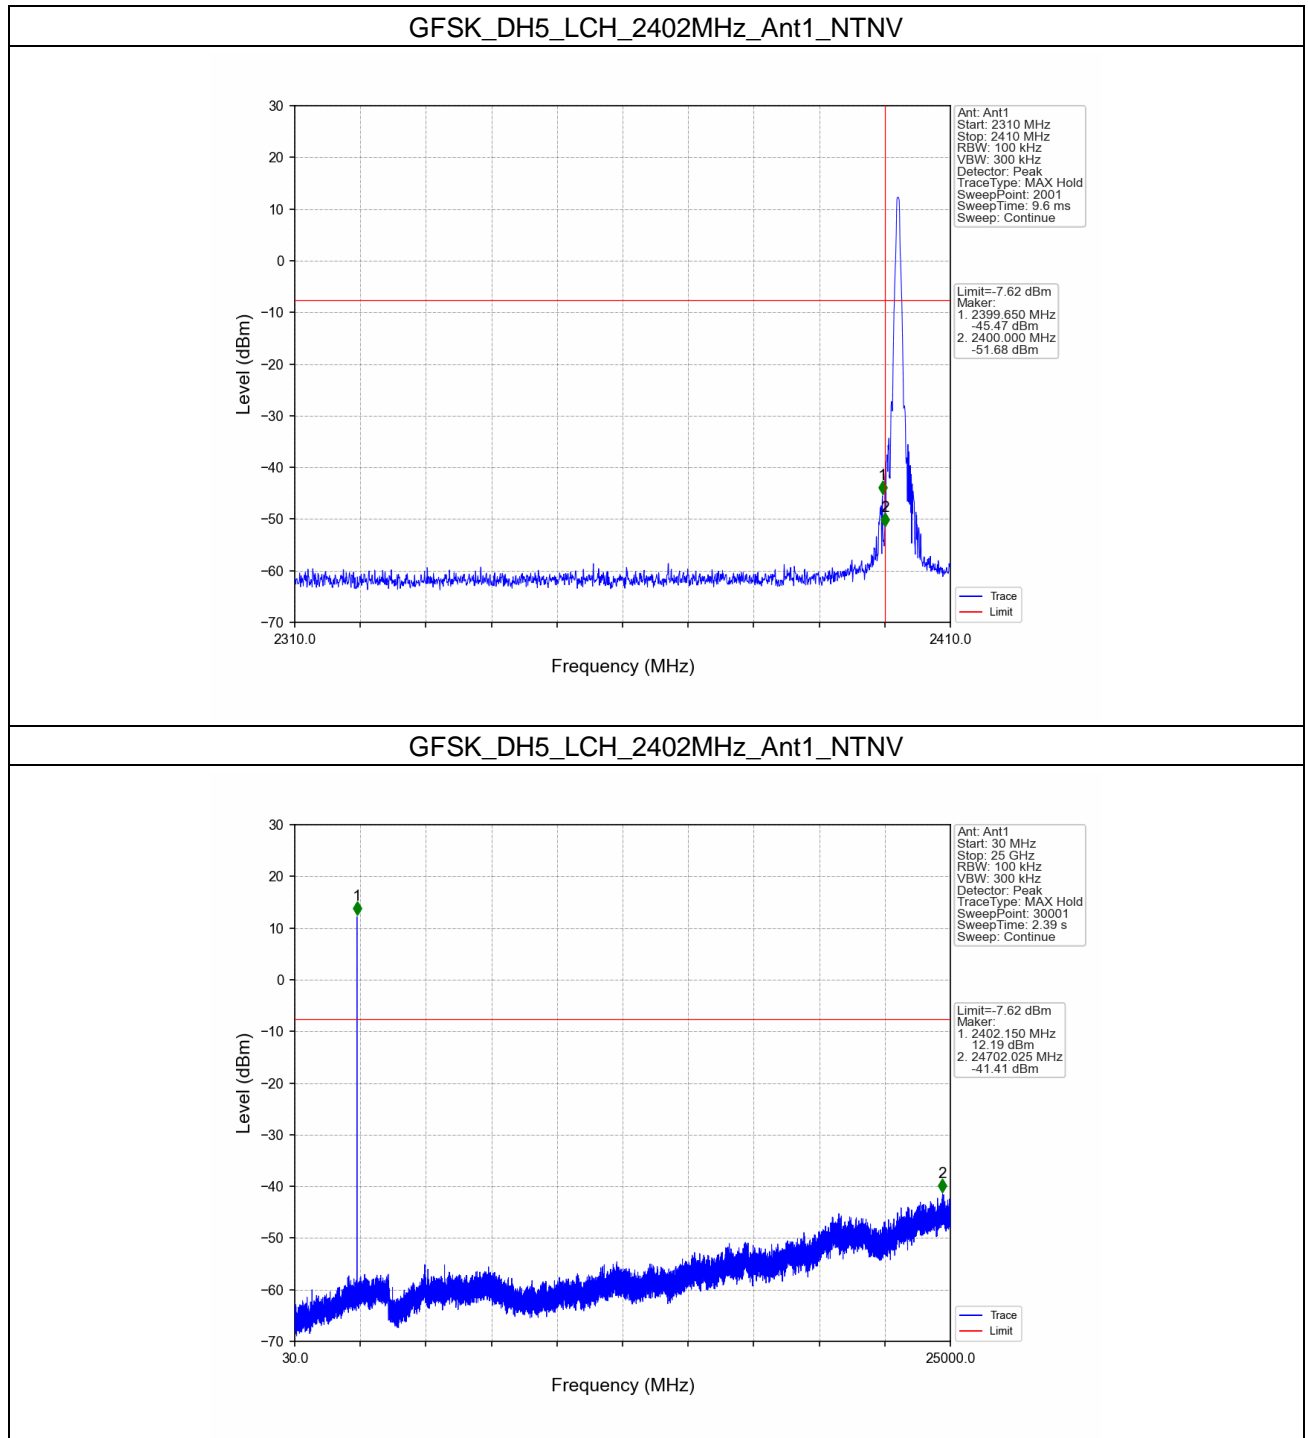 GFSK_DH5_LCH_2402MHz_Ant1_NTNV
30
20
10
0
−10
−20
−30
−40
−50
−60
−70
Level (dBm)
2310.0
2410.0
Frequency (MHz)
1
2
Ant: Ant1
Start: 2310 MHz
Stop: 2410 MHz
RBW: 100 kHz
VBW: 300 kHz
Detector: Peak
TraceType: MAX Hold
SweepPoint: 2001
SweepTime: 9.6 ms
Sweep: Continue
Limit=-7.62 dBm
Maker:
1. 2399.650 MHz
-45.47 dBm
2. 2400.000 MHz
-51.68 dBm
Trace
Limit
GFSK_DH5_LCH_2402MHz_Ant1_NTNV
30
20
10
0
−10
−20
−30
−40
−50
−60
−70
Level (dBm)
30.0
25000.0
Frequency (MHz)
1
2
Ant: Ant1
Start: 30 MHz
Stop: 25 GHz
RBW: 100 kHz
VBW: 300 kHz
Detector: Peak
TraceType: MAX Hold
SweepPoint: 30001
SweepTime: 2.39 s
Sweep: Continue
Limit=-7.62 dBm
Maker:
1. 2402.150 MHz
12.19 dBm
2. 24702.025 MHz
-41.41 dBm
Trace
Limit